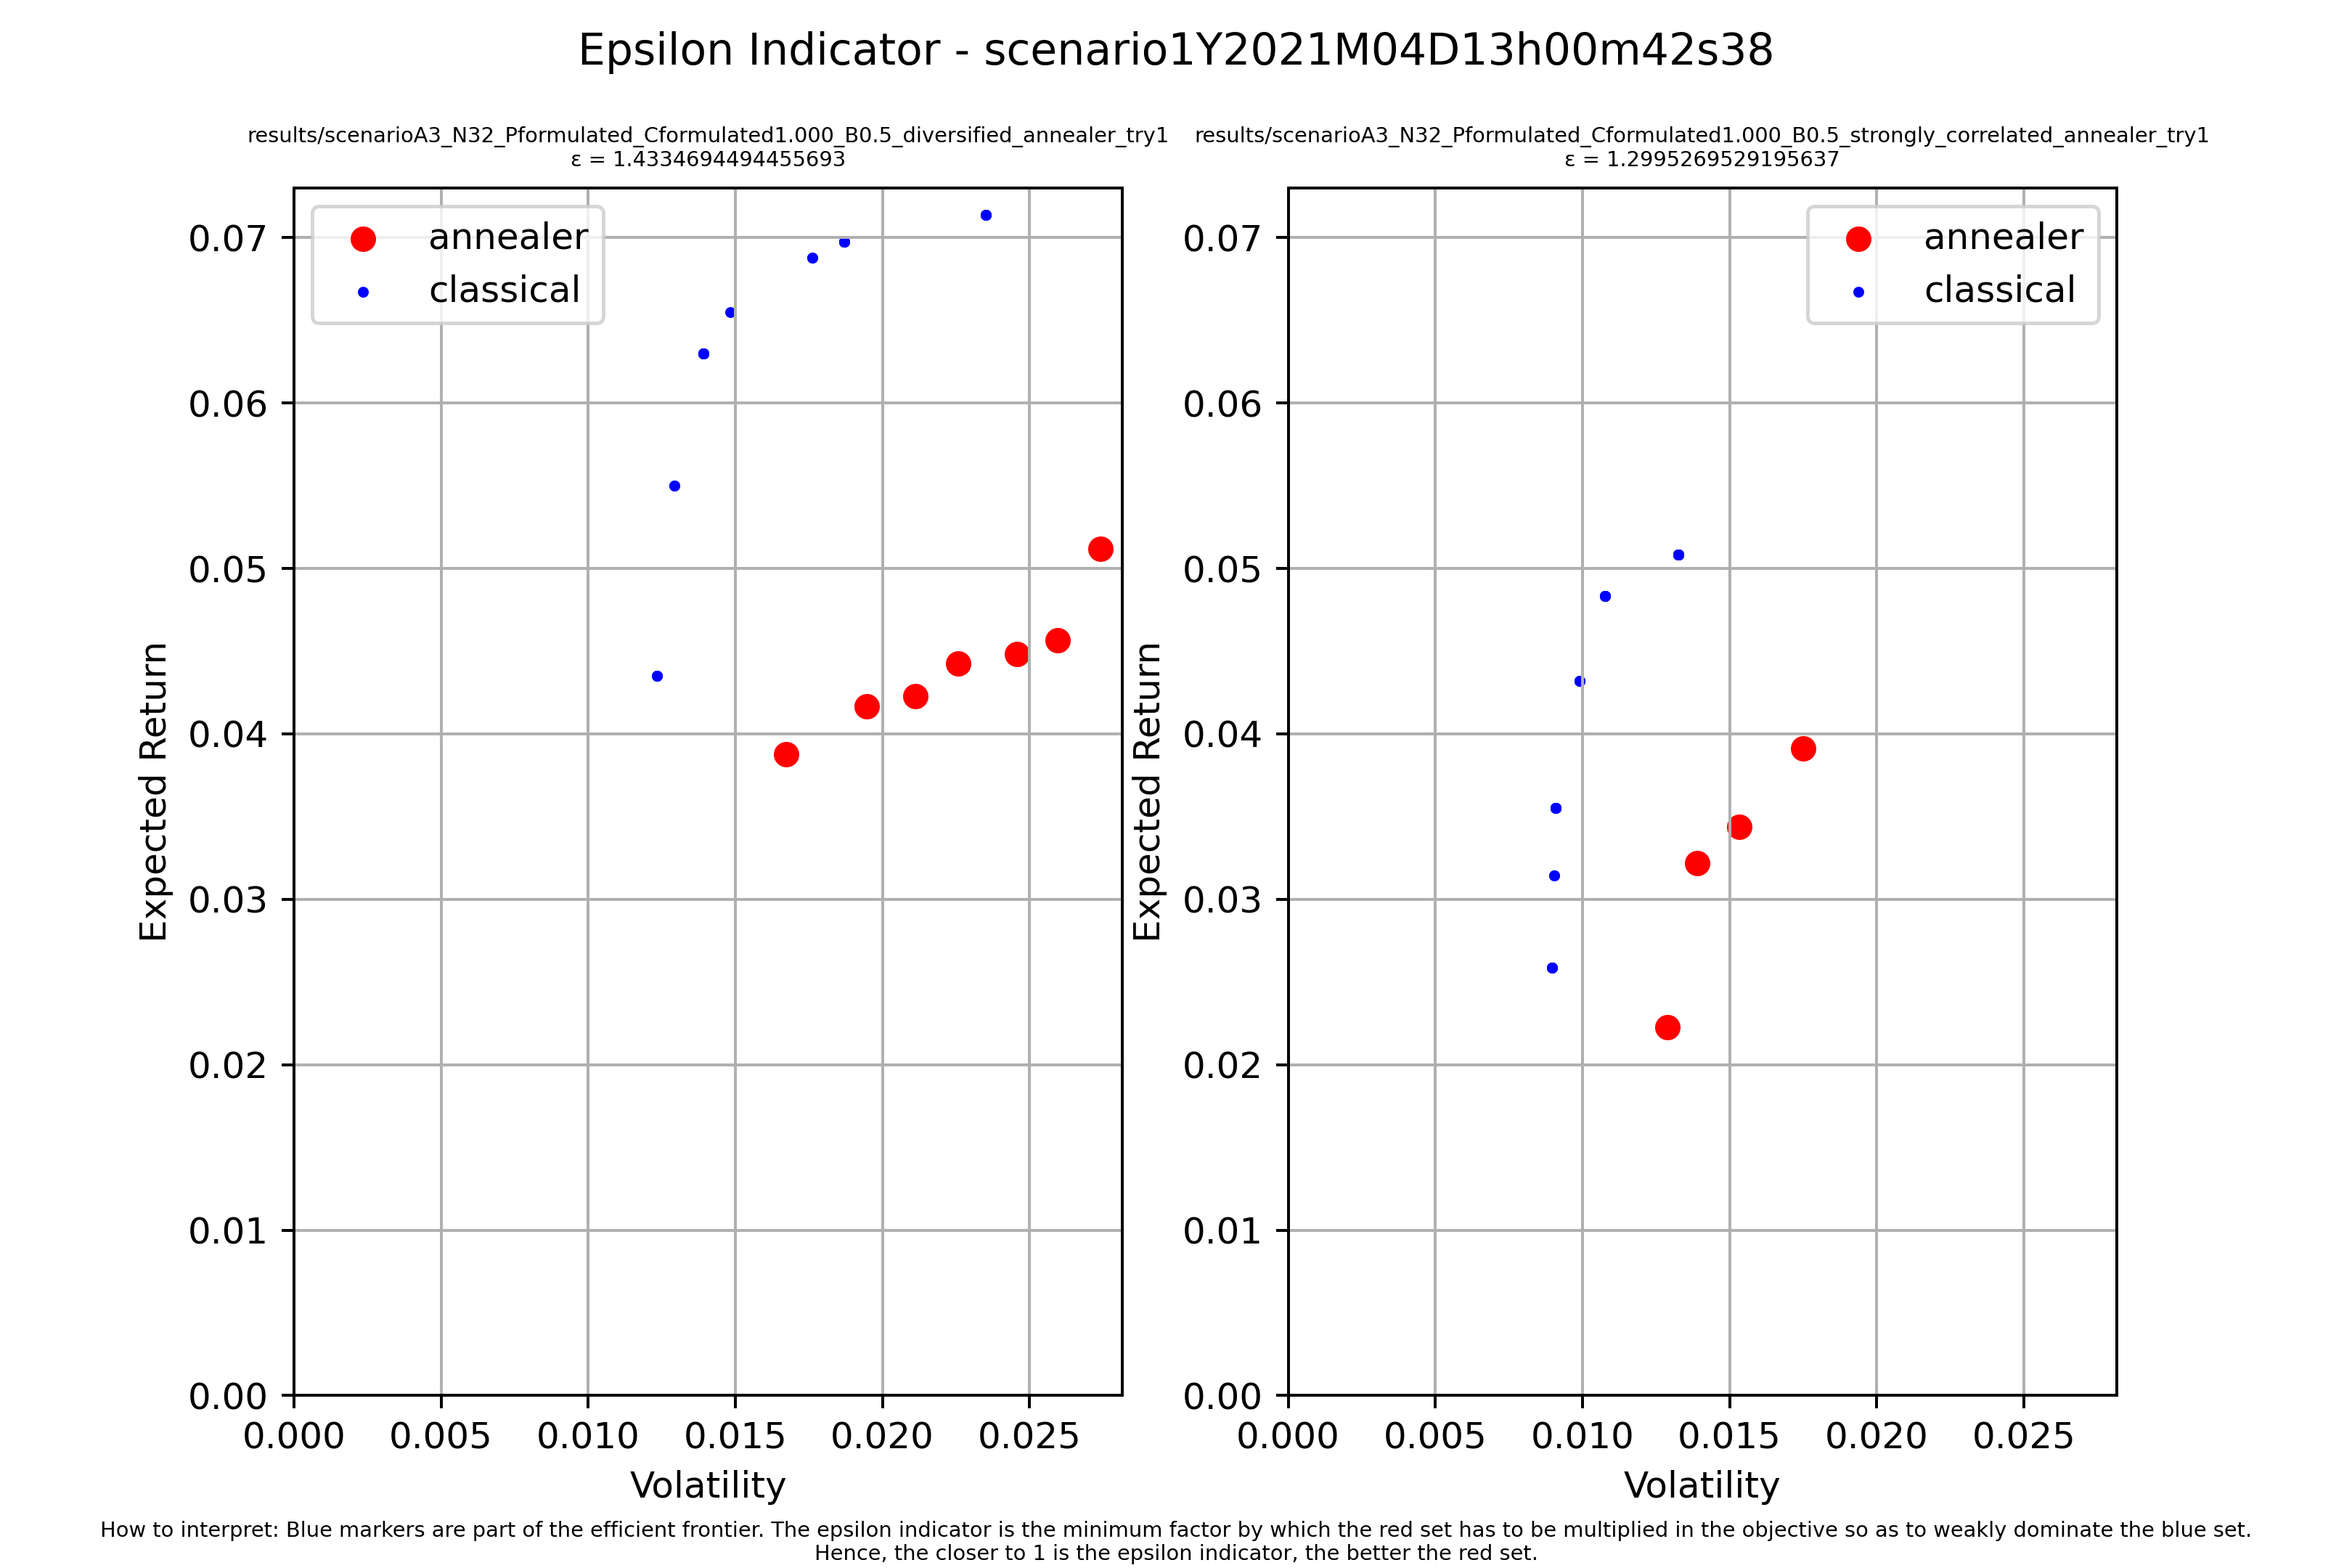 Epsilon Indicator - scenario1Y2021M04D13h00m42s38
results/scenarioA3_N32_Pformulated_Cformulated1.000_B0.5_diversified_annealer_try1
ε = 1.4334694494455693
annealer
classical
0.07
0.06
0.05
0.04
0.03
0.02
0.01
0.00
Expected Return
0.000 0.005 0.010 0.015 0.020 0.025
Volatility
results/scenarioA3_N32_Pformulated_Cformulated1.000_B0.5_strongly_correlated_annealer_try1
ε = 1.2995269529195637
annealer
classical
0.07
0.06
0.05
0.04
0.03
0.02
0.01
0.00
Expected Return
0.000 0.005 0.010 0.015 0.020 0.025
Volatility
How to interpret: Blue markers are part of the efficient frontier. The epsilon indicator is the minimum factor by which the red set has to be multiplied in the objective so as to weakly dominate the blue set.
Hence, the closer to 1 is the epsilon indicator, the better the red set.